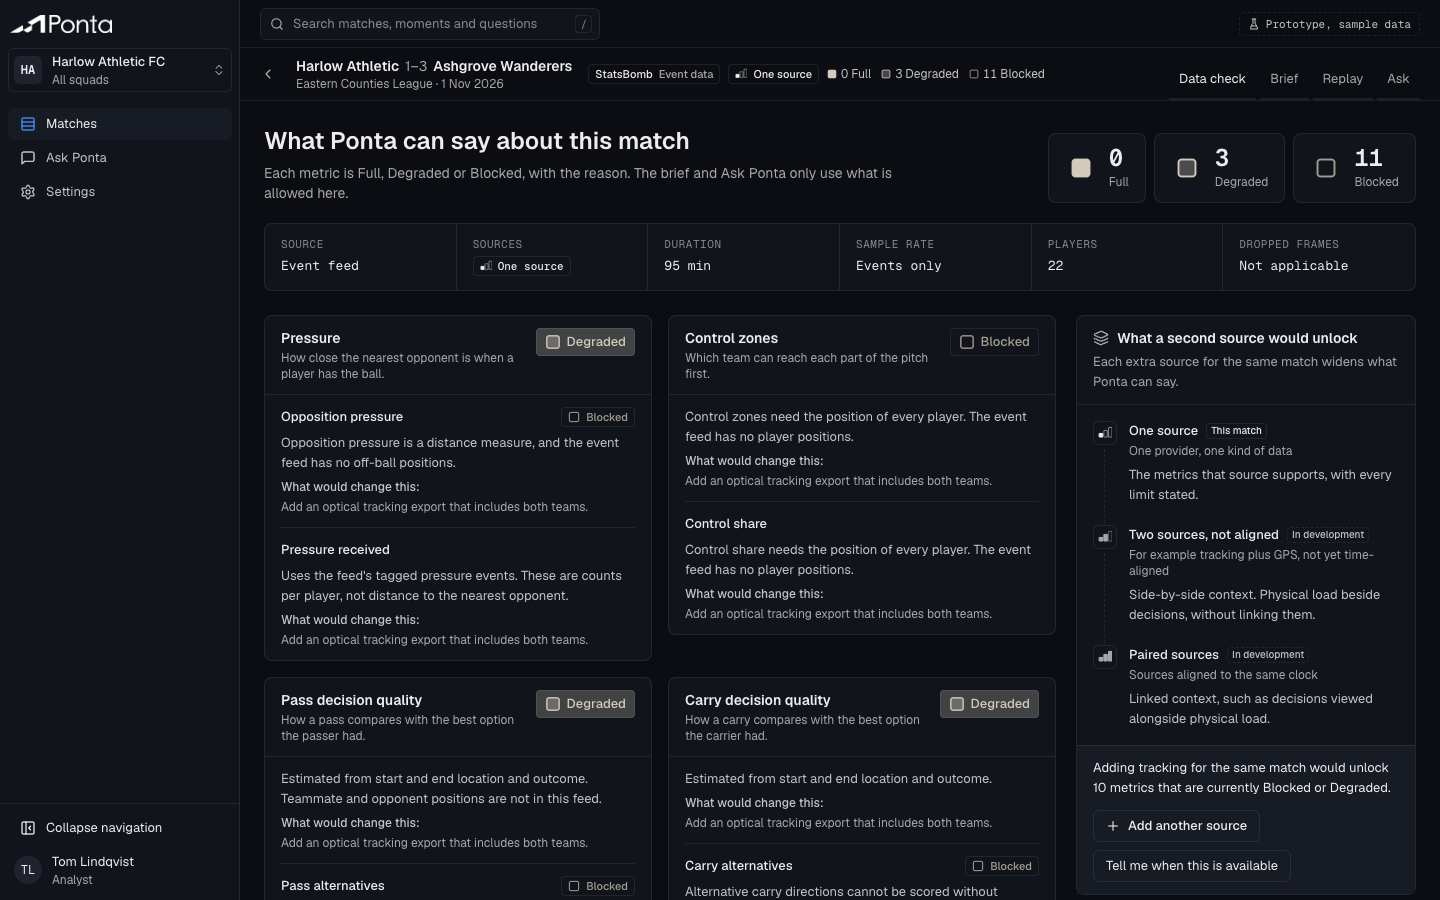 Ponta
HA
Harlow Athletic FC
All squads
Matches
Ask Ponta
Settings
Collapse navigation
TL
Tom Lindqvist
Analyst
Search matches, moments and questions
/
Prototype, sample data
Harlow Athletic 1–3 Ashgrove Wanderers
Eastern Counties League · 1 Nov 2026
StatsBomb Event data
One source
0 Full
3 Degraded
11 Blocked
Data check
Brief
Replay
Ask
What Ponta can say about this match
Each metric is Full, Degraded or Blocked, with the reason. The brief and Ask Ponta only use what is
allowed here.
0
Full
3
Degraded
11
Blocked
SOURCE
Event feed
SOURCES
One source
DURATION
95 min
SAMPLE RATE
Events only
PLAYERS
22
DROPPED FRAMES
Not applicable
Pressure
Degraded
How close the nearest opponent is when a
player has the ball.
Opposition pressure
Blocked
Opposition pressure is a distance measure, and the event
feed has no off-ball positions.
What would change this:
Add an optical tracking export that includes both teams.
Pressure received
Uses the feed's tagged pressure events. These are counts
per player, not distance to the nearest opponent.
What would change this:
Add an optical tracking export that includes both teams.
Control zones
Blocked
Which team can reach each part of the pitch
first.
Control zones need the position of every player. The event
feed has no player positions.
What would change this:
Add an optical tracking export that includes both teams.
Control share
Control share needs the position of every player. The event
feed has no player positions.
What would change this:
Add an optical tracking export that includes both teams.
Pass decision quality
Degraded
How a pass compares with the best option
the passer had.
Estimated from start and end location and outcome.
Teammate and opponent positions are not in this feed.
What would change this:
Add an optical tracking export that includes both teams.
Pass alternatives
Blocked
Carry decision quality
Degraded
How a carry compares with the best option
the carrier had.
Estimated from start and end location and outcome.
What would change this:
Add an optical tracking export that includes both teams.
Carry alternatives
Blocked
Alternative carry directions cannot be scored without
What a second source would unlock
Each extra source for the same match widens what
Ponta can say.
One source
This match
One provider, one kind of data
The metrics that source supports, with every
limit stated.
Two sources, not aligned
In development
For example tracking plus GPS, not yet time-
aligned
Side-by-side context. Physical load beside
decisions, without linking them.
Paired sources
In development
Sources aligned to the same clock
Linked context, such as decisions viewed
alongside physical load.
Adding tracking for the same match would unlock
10 metrics that are currently Blocked or Degraded.
Add another source
Tell me when this is available